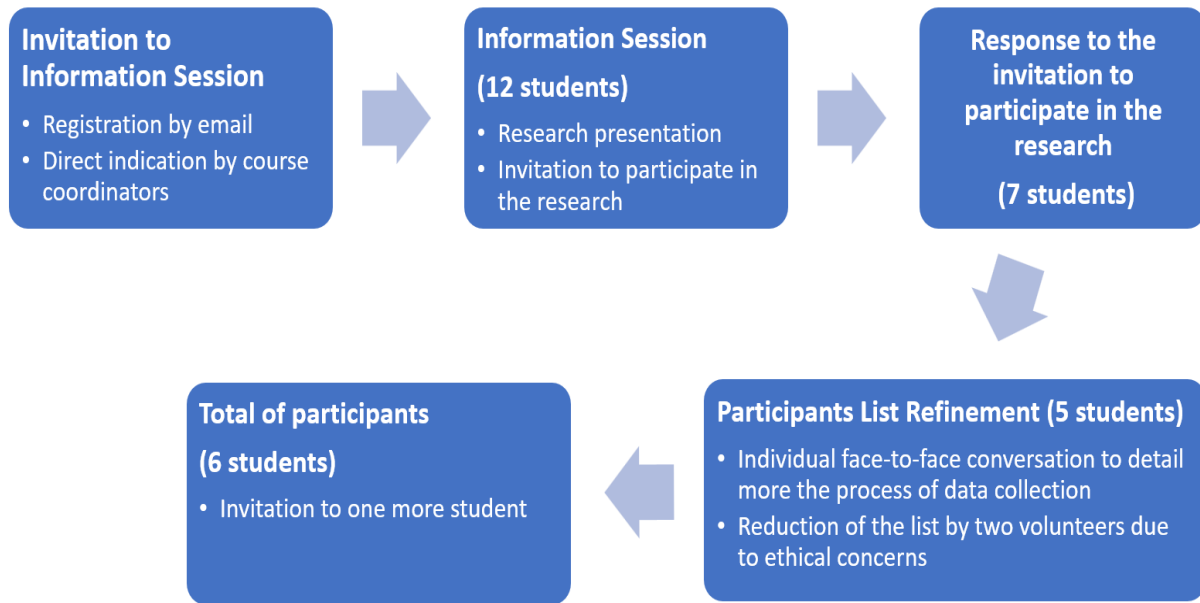 Invitation to
Information Session
• Registration by email
• Direct indication by course
coordinators
Information Session
(12 students)
• Research presentation
• Invitation to participate in
the research
Response to the
invitation to
participate in the
research
(7 students)
Participants List Refinement (5 students)
• Individual face-to-face conversation to detail
more the process of data collection
• Reduction of the list by two volunteers due
to ethical concerns
Total of participants
(6 students)
• Invitation to one more student